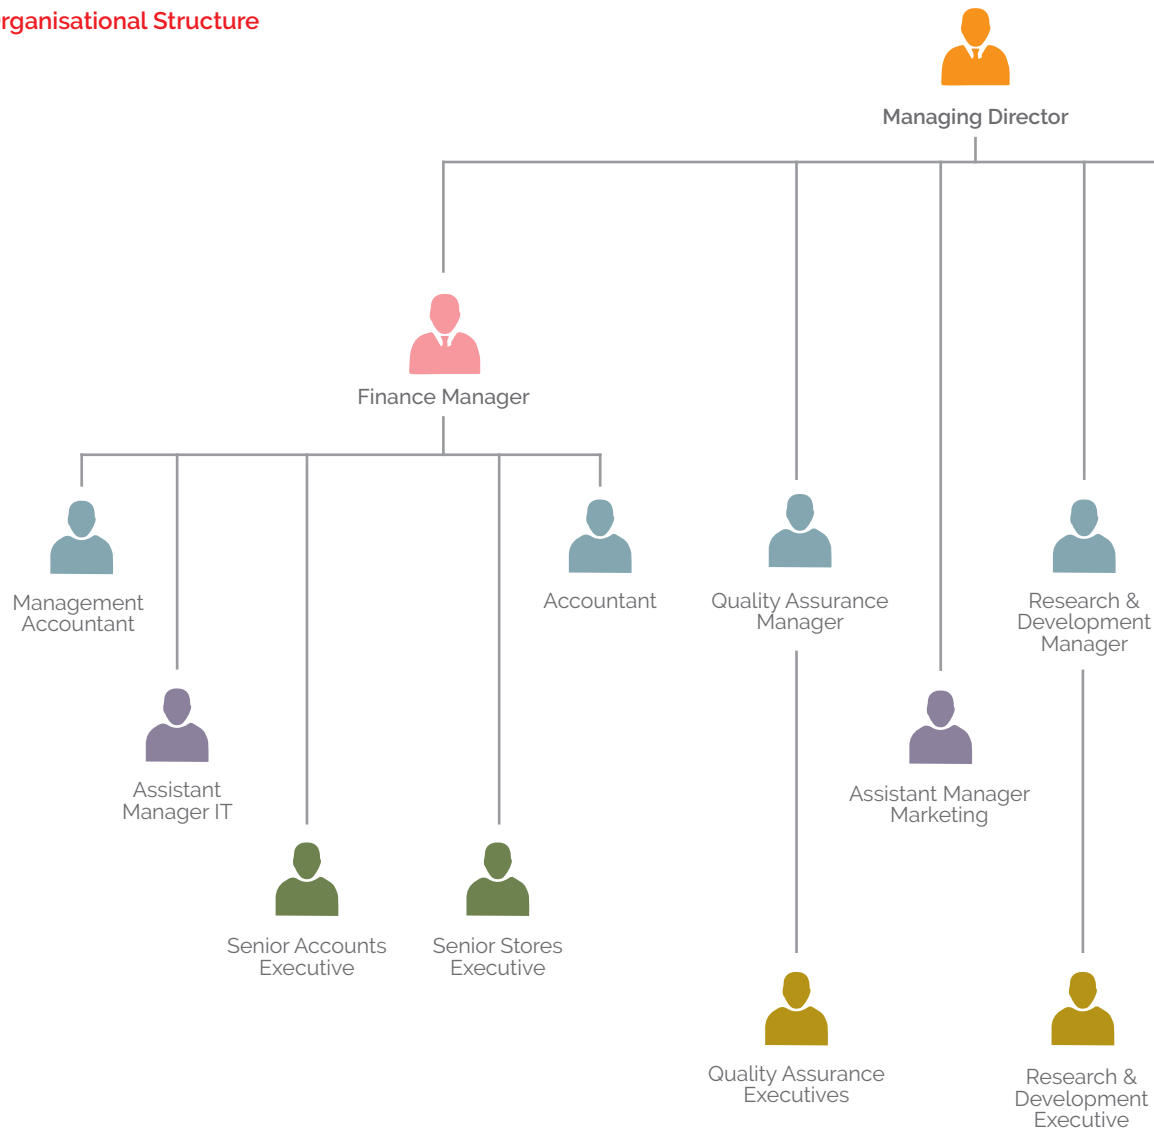 rganisational Structure
Managing Director
Finance Manager
Management
Accountant
Accountant
Quality Assurance
Manager
Research &
Development
Manager
Assistant
Manager IT
Assistant Manager
Marketing
Senior Accounts
Executive
Senior Stores
Executive
Quality Assurance
Executives
Research &
Development
Executive